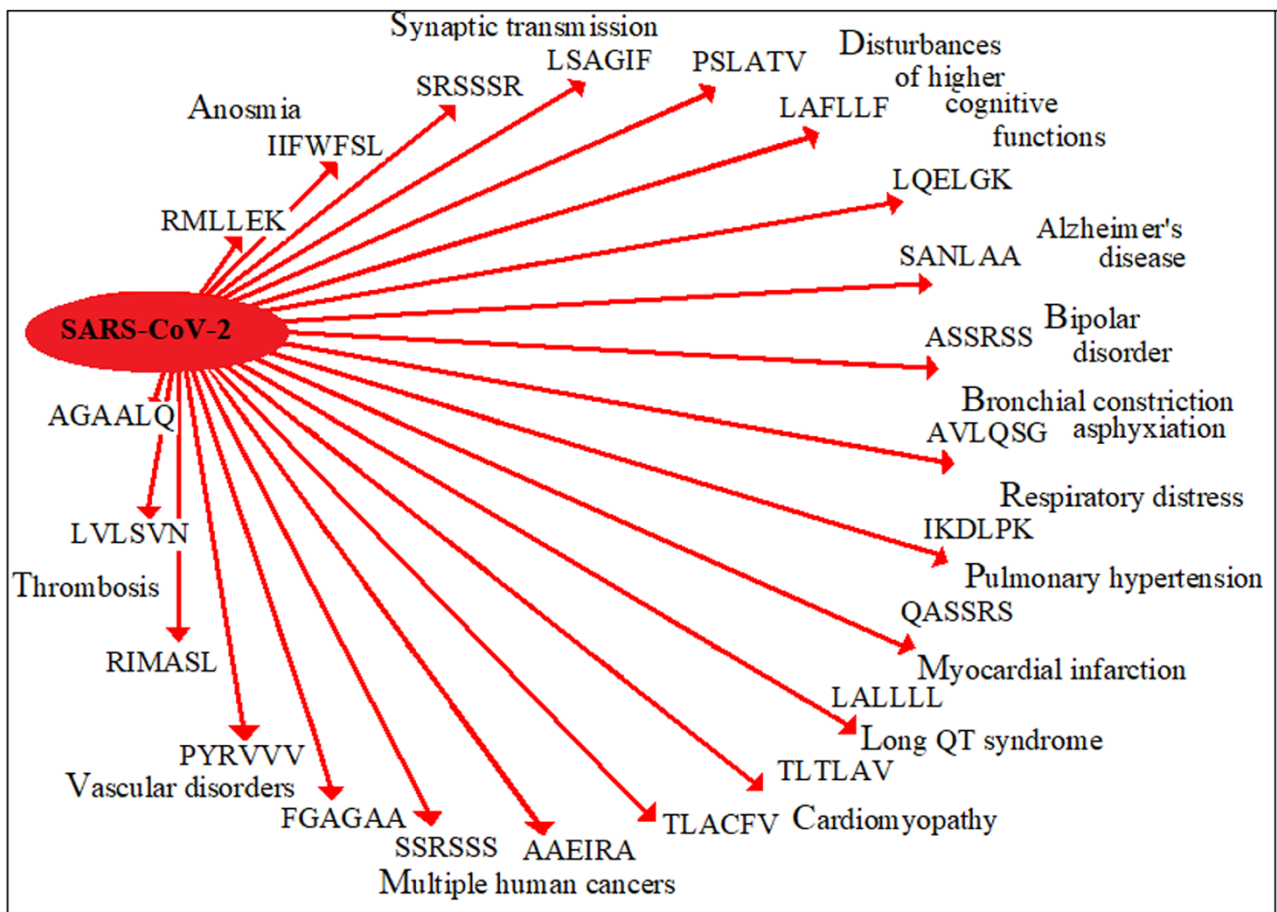 Synaptic transmission
LSAGIF
PSLATV
Disturbances
of higher
cognitive
functions
SRSSSR
LAFLLF
Anosmia
IIFWFSL
LQELGK
RMLLEK
Alzheimer's
disease
SANLAA
SARS-CoV-2
ASSRSS
Bipolar
disorder
Bronchial constriction
asphyxiation
AGAALQ
AVLQSG
Respiratory distress
LVLSVN
IKDLPK
Thrombosis
Pulmonary hypertension
QASSRS
RIMASL
Myocardial infarction
LALLLL
Long QT syndrome
PYRVVV
TLTLAV
Vascular disorders
FGAGAA
TLACFV
Cardiomyopathy
SSRSSS
AAEIRA
Multiple human cancers